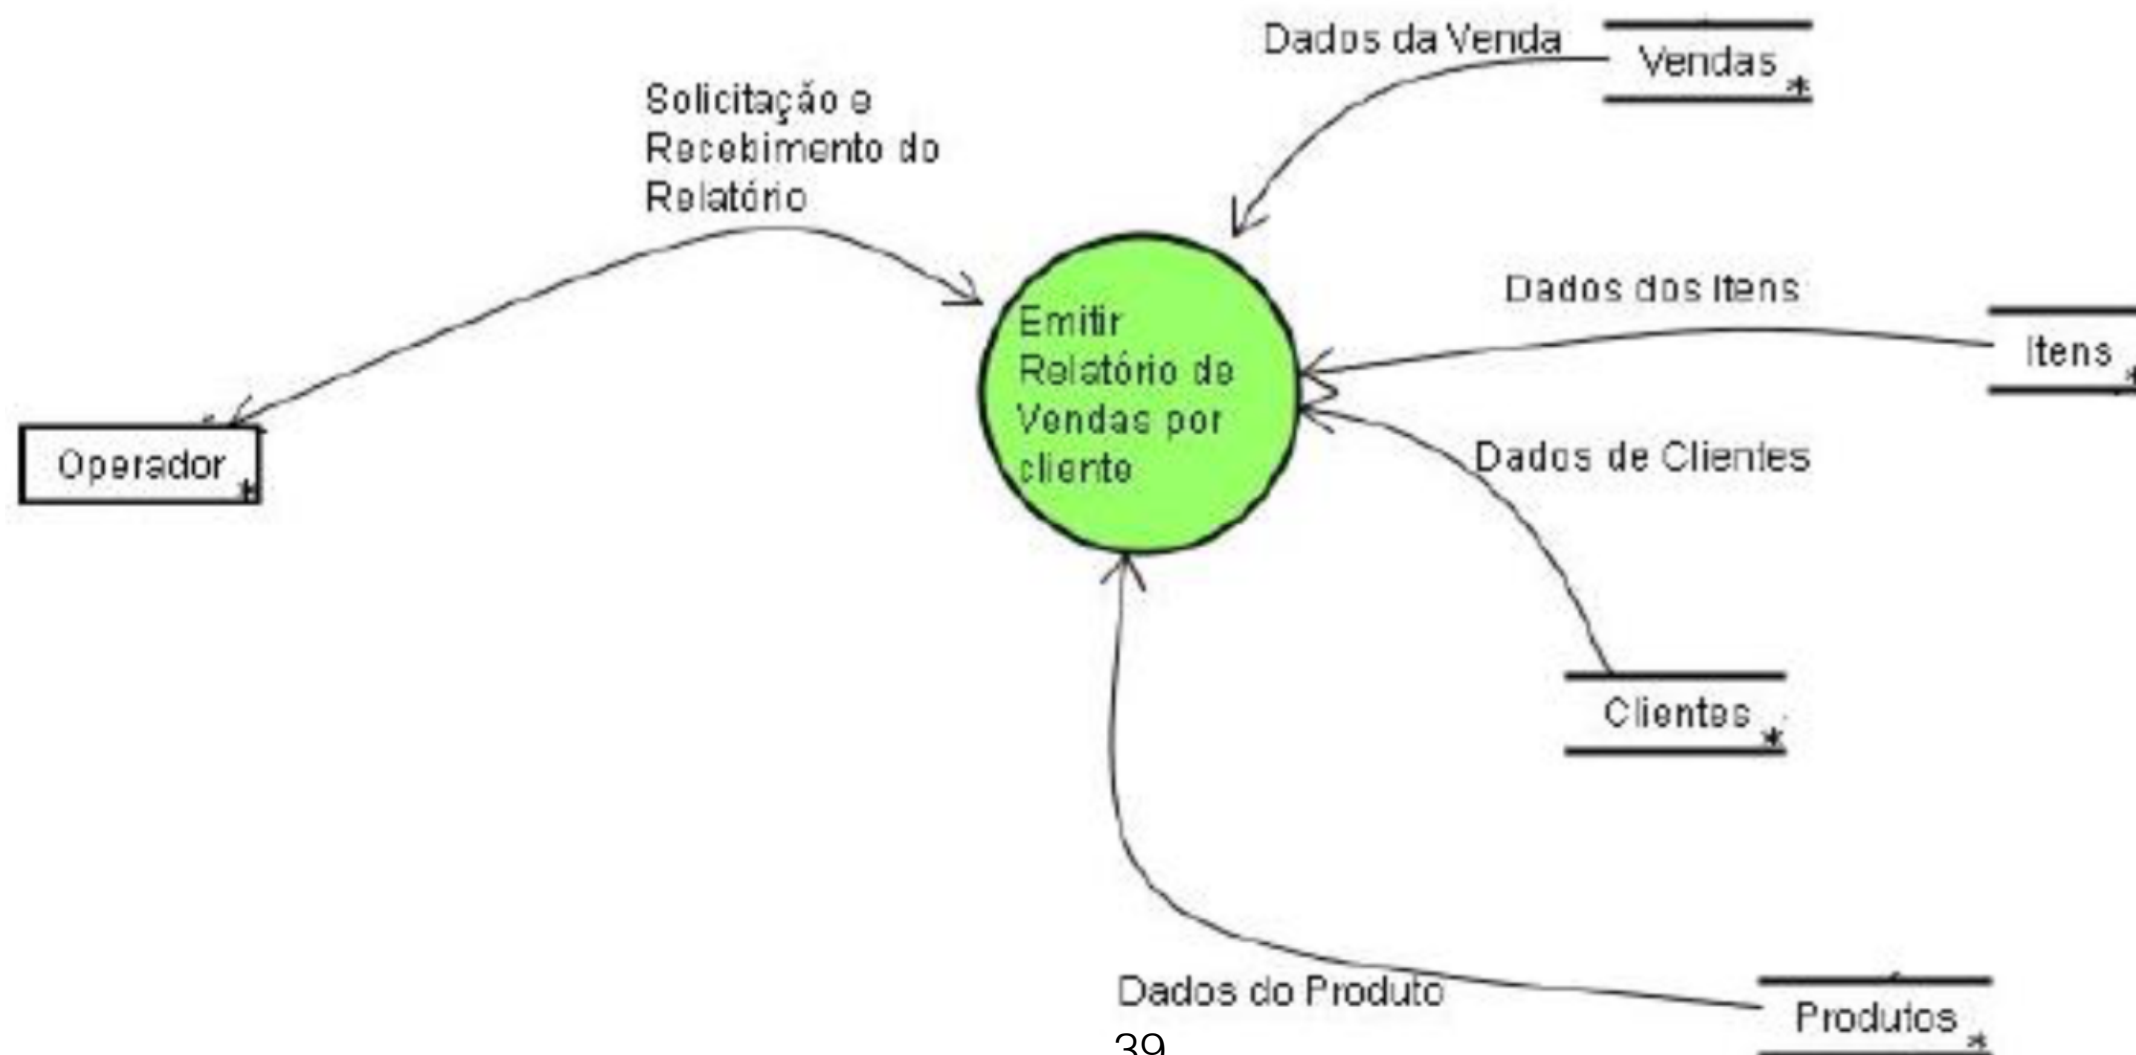 Dados da Venda
Vendas
*
Solicitação e
Recebimento do
Relatório
Dados dos Itens
Itens
*
Emitir
Relatório de
Vendas por
cliente
Operador
*
Dados de Clientes
Clientes
*
Dados do Produto
Produtos
*
39